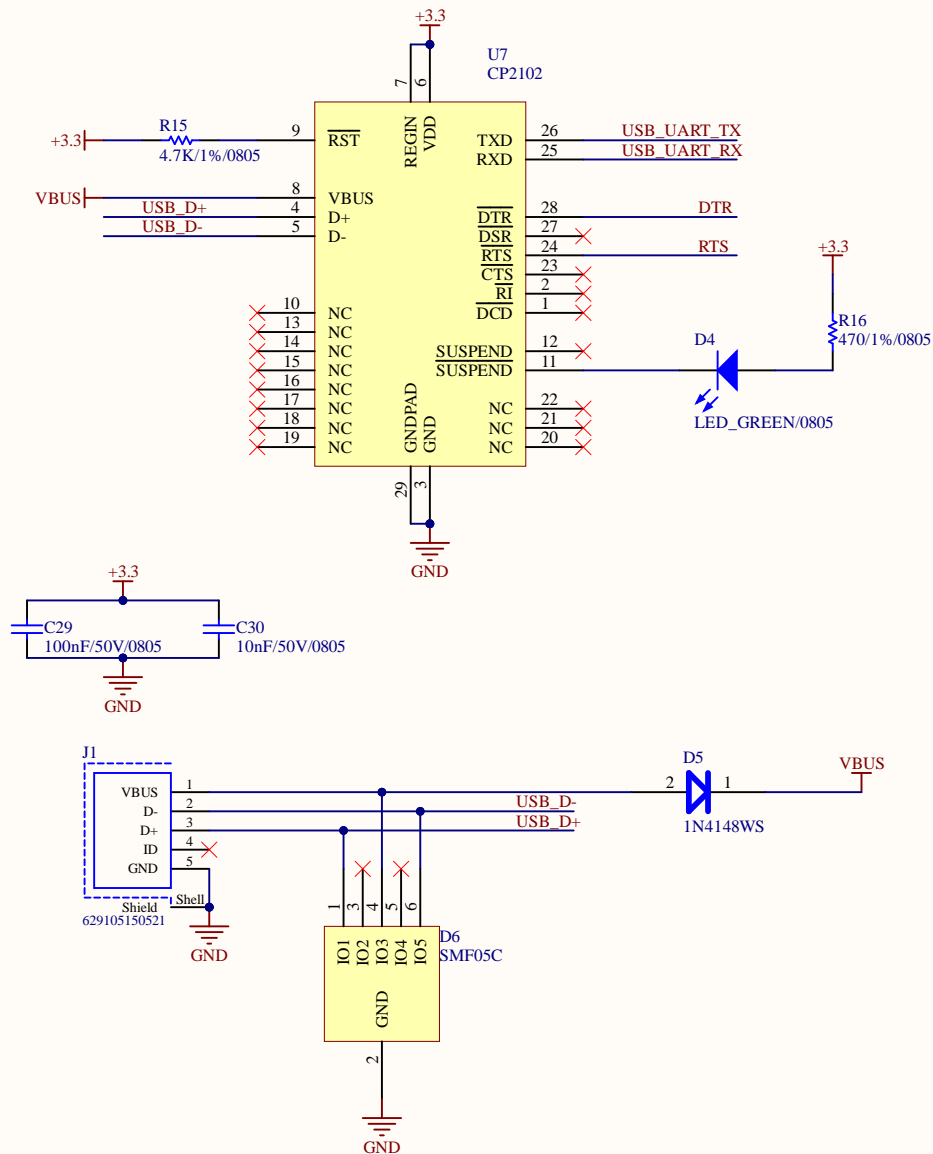 +3.3
U7
CP2102
7
6
REGIN
VDD
+3.3
R15
4.7K/1%/0805
9
RST
VBUS
8
VBUS
USB_D+
4
D+
USB_D-
5
D-
10
NC
13
NC
14
NC
15
NC
16
NC
17
NC
18
NC
19
NC
TXD
26
USB_UART_TX
RXD
25
USB_UART_RX
DTR
28
DTR
DSR
27
RTS
24
RTS
CTS
23
RI
2
DCD
1
SUSPEND
12
SUSPEND
11
NC
22
NC
21
NC
20
GNDPAD
GND
29
3
GND
+3.3
R16
470/1%/0805
D4
LED_GREEN/0805
+3.3
C29
100nF/50V/0805
C30
10nF/50V/0805
GND
J1
VBUS
1
D-
2
D+
3
ID
4
GND
5
Shield
Shell
629105150521
GND
USB_D-
USB_D+
2
D5
1
1N4148WS
VBUS
1
3
4
5
6
IO1
IO2
IO3
IO4
IO5
D6
SMF05C
GND
2
GND